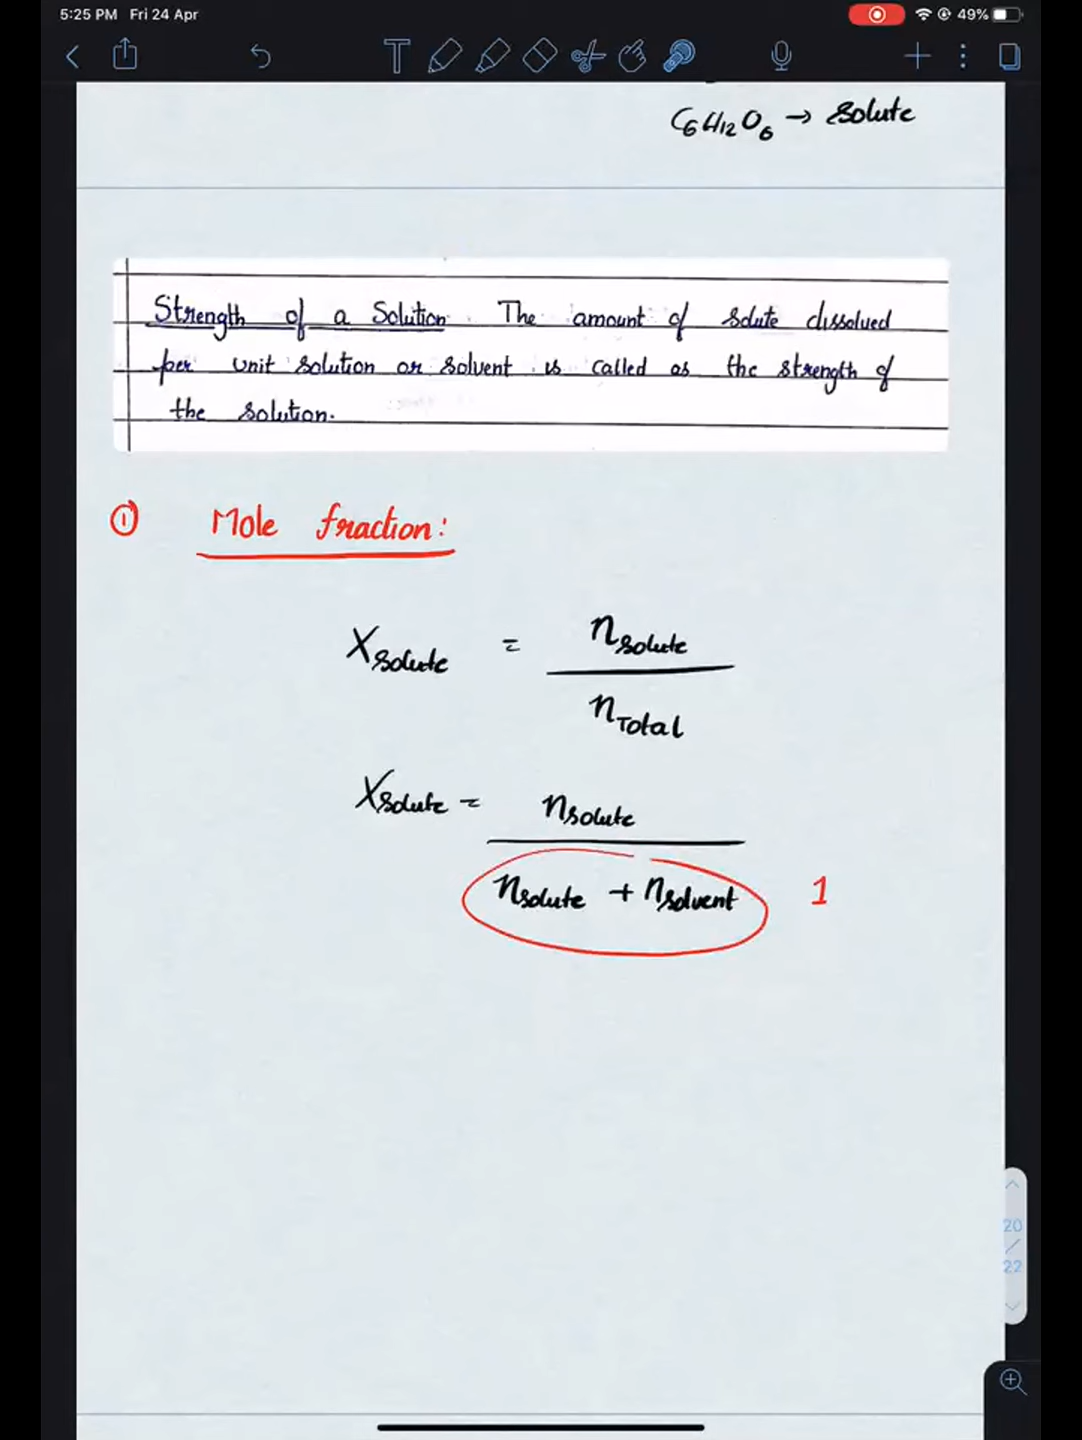 5:25 PM Fri 24 Apr 49%
C₆H₁₂O₆ → Solute
Strength of a Solution The amount of solute dissolved
per unit solution or solvent is called as the strength of
the solution.
① Mole fraction:
Xsolute = nsolute / nTotal
Xsolute = nsolute / nsolute + nsolvent 1
20
/
22